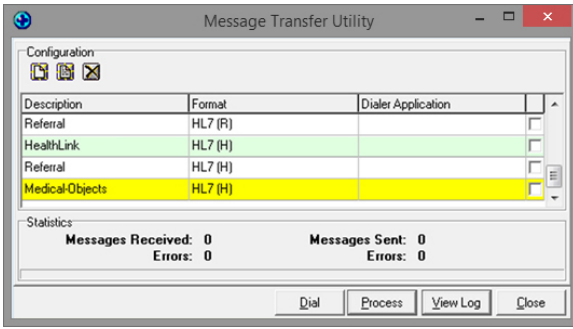 Message Transfer Utility
Configuration
Description Format Dialer Application
Referral HL7 (R)
HealthLink HL7 (H)
Referral HL7 (H)
Medical-Objects HL7 (H)
Statistics
Messages Received: 0 Messages Sent: 0
Errors: 0 Errors: 0
Dial Process View Log Close